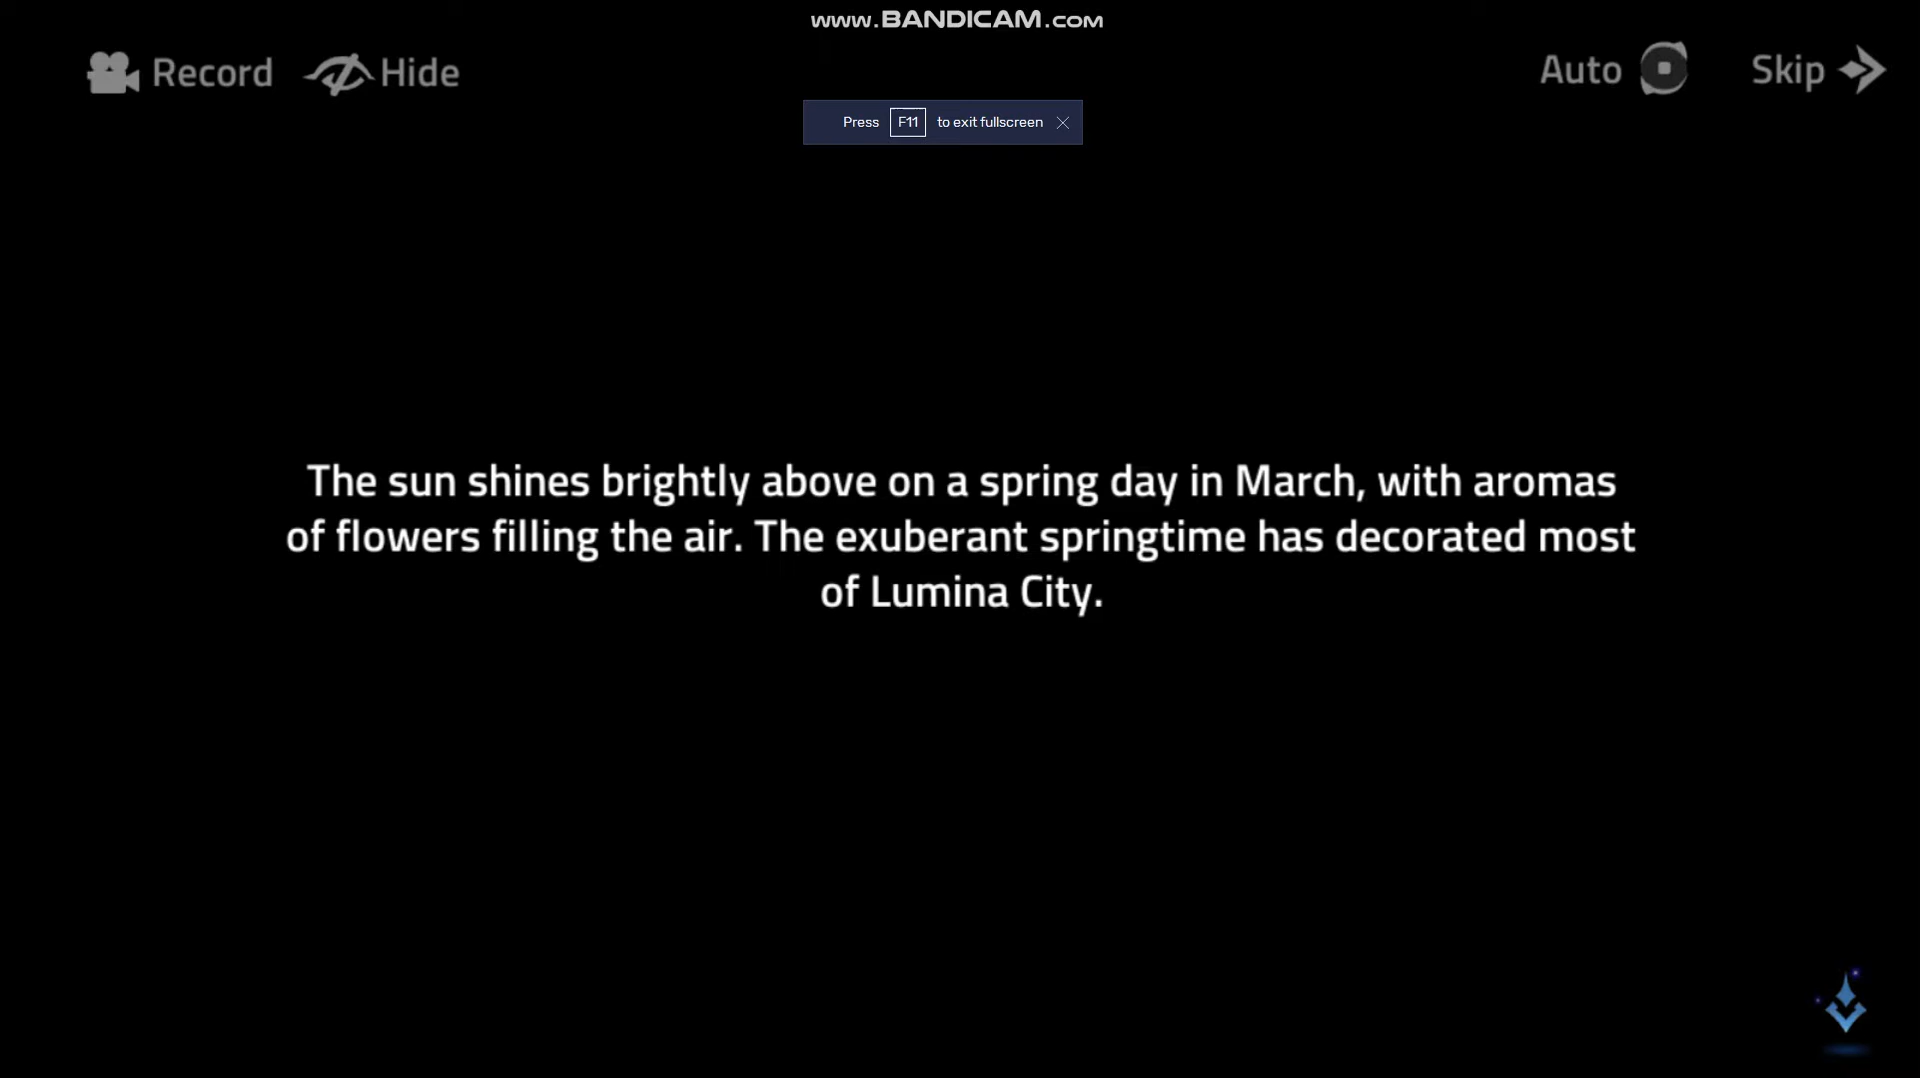 www.BANDICAM.com
Record Hide Auto Skip
Press F11 to exit fullscreen
The sun shines brightly above on a spring day in March, with aromas
of flowers filling the air. The exuberant springtime has decorated most
of Lumina City.